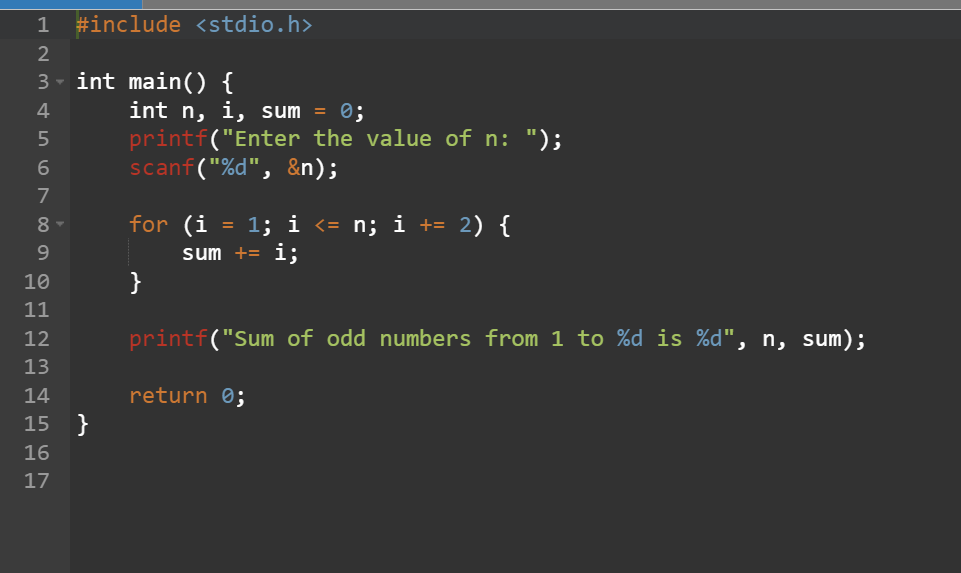 1 #include <stdio.h>
2
3 int main() {
4     int n, i, sum = 0;
5     printf("Enter the value of n: ");
6     scanf("%d", &n);
7
8     for (i = 1; i <= n; i += 2) {
9         sum += i;
10     }
11
12     printf("Sum of odd numbers from 1 to %d is %d", n, sum);
13
14     return 0;
15 }
16
17